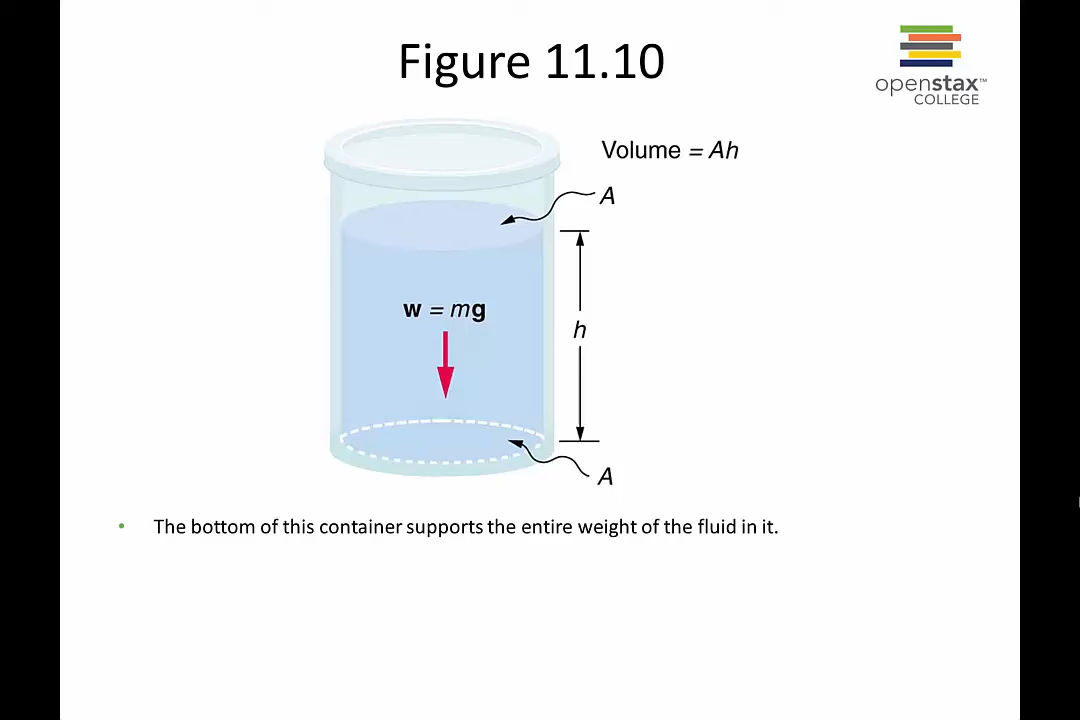 Figure 11.10
openstax™
COLLEGE
Volume = Ah
A
w = mg
h
A
• The bottom of this container supports the entire weight of the fluid in it.